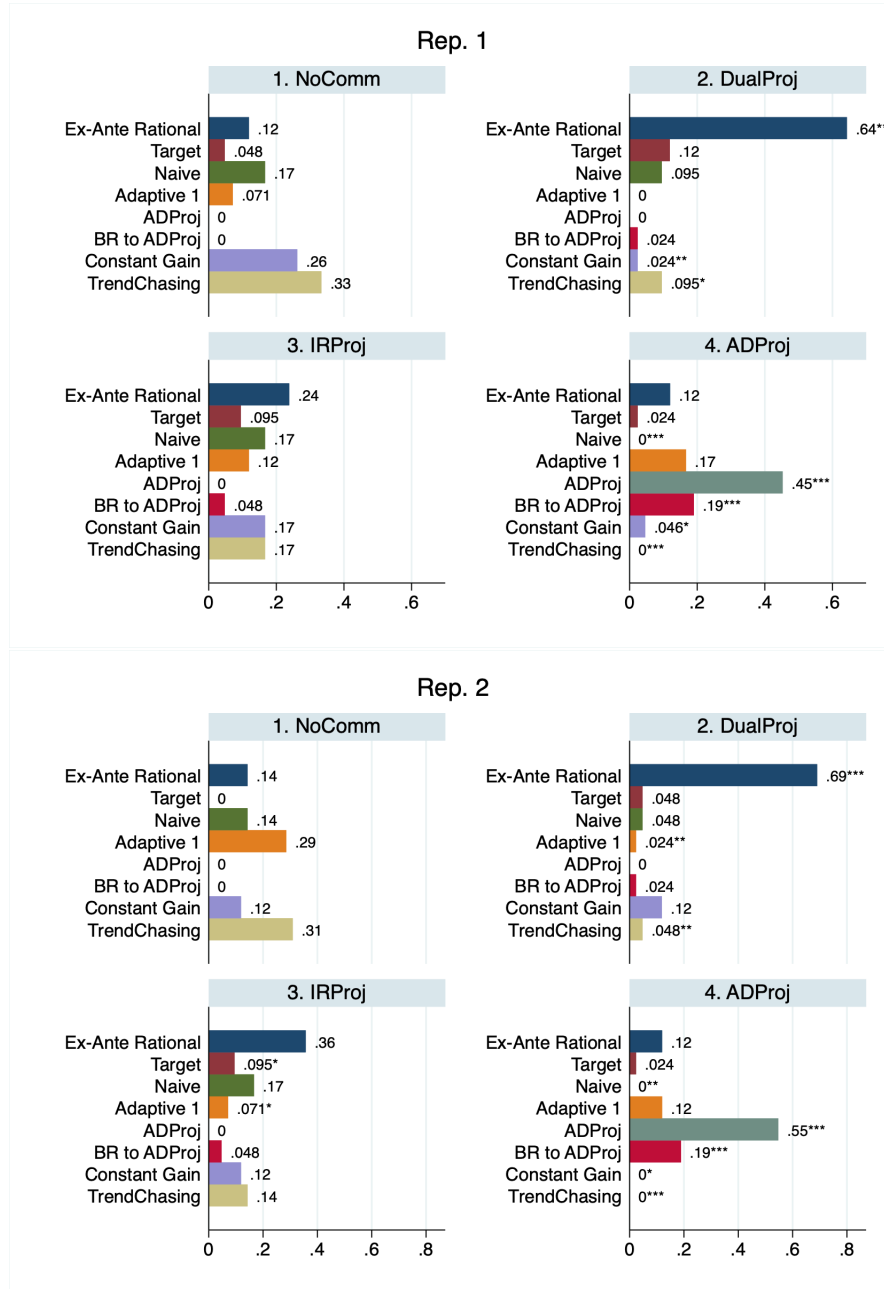 Rep. 1
1. NoComm
Ex-Ante Rational .12
Target .048
Naive .17
Adaptive 1 .071
ADProj 0
BR to ADProj 0
Constant Gain .26
TrendChasing .33
2. DualProj
Ex-Ante Rational .64**
Target .12
Naive .095
Adaptive 1 0
ADProj 0
BR to ADProj .024
Constant Gain .024**
TrendChasing .095*
3. IRProj
Ex-Ante Rational .24
Target .095
Naive .17
Adaptive 1 .12
ADProj 0
BR to ADProj .048
Constant Gain .17
TrendChasing .17
0 .2 .4 .6
4. ADProj
Ex-Ante Rational .12
Target .024
Naive 0***
Adaptive 1 .17
ADProj .45***
BR to ADProj .19***
Constant Gain .046*
TrendChasing 0***
0 .2 .4 .6
Rep. 2
1. NoComm
Ex-Ante Rational .14
Target 0
Naive .14
Adaptive 1 .29
ADProj 0
BR to ADProj 0
Constant Gain .12
TrendChasing .31
2. DualProj
Ex-Ante Rational .69***
Target .048
Naive .048
Adaptive 1 .024**
ADProj 0
BR to ADProj .024
Constant Gain .12
TrendChasing .048**
3. IRProj
Ex-Ante Rational .36
Target .095*
Naive .17
Adaptive 1 .071*
ADProj 0
BR to ADProj .048
Constant Gain .12
TrendChasing .14
0 .2 .4 .6 .8
4. ADProj
Ex-Ante Rational .12
Target .024
Naive 0**
Adaptive 1 .12
ADProj .55***
BR to ADProj .19***
Constant Gain 0*
TrendChasing 0***
0 .2 .4 .6 .8